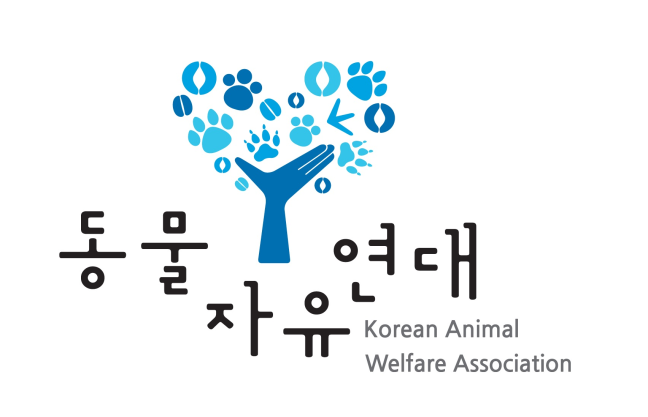 동물
자유연대
Korean Animal
Welfare Association